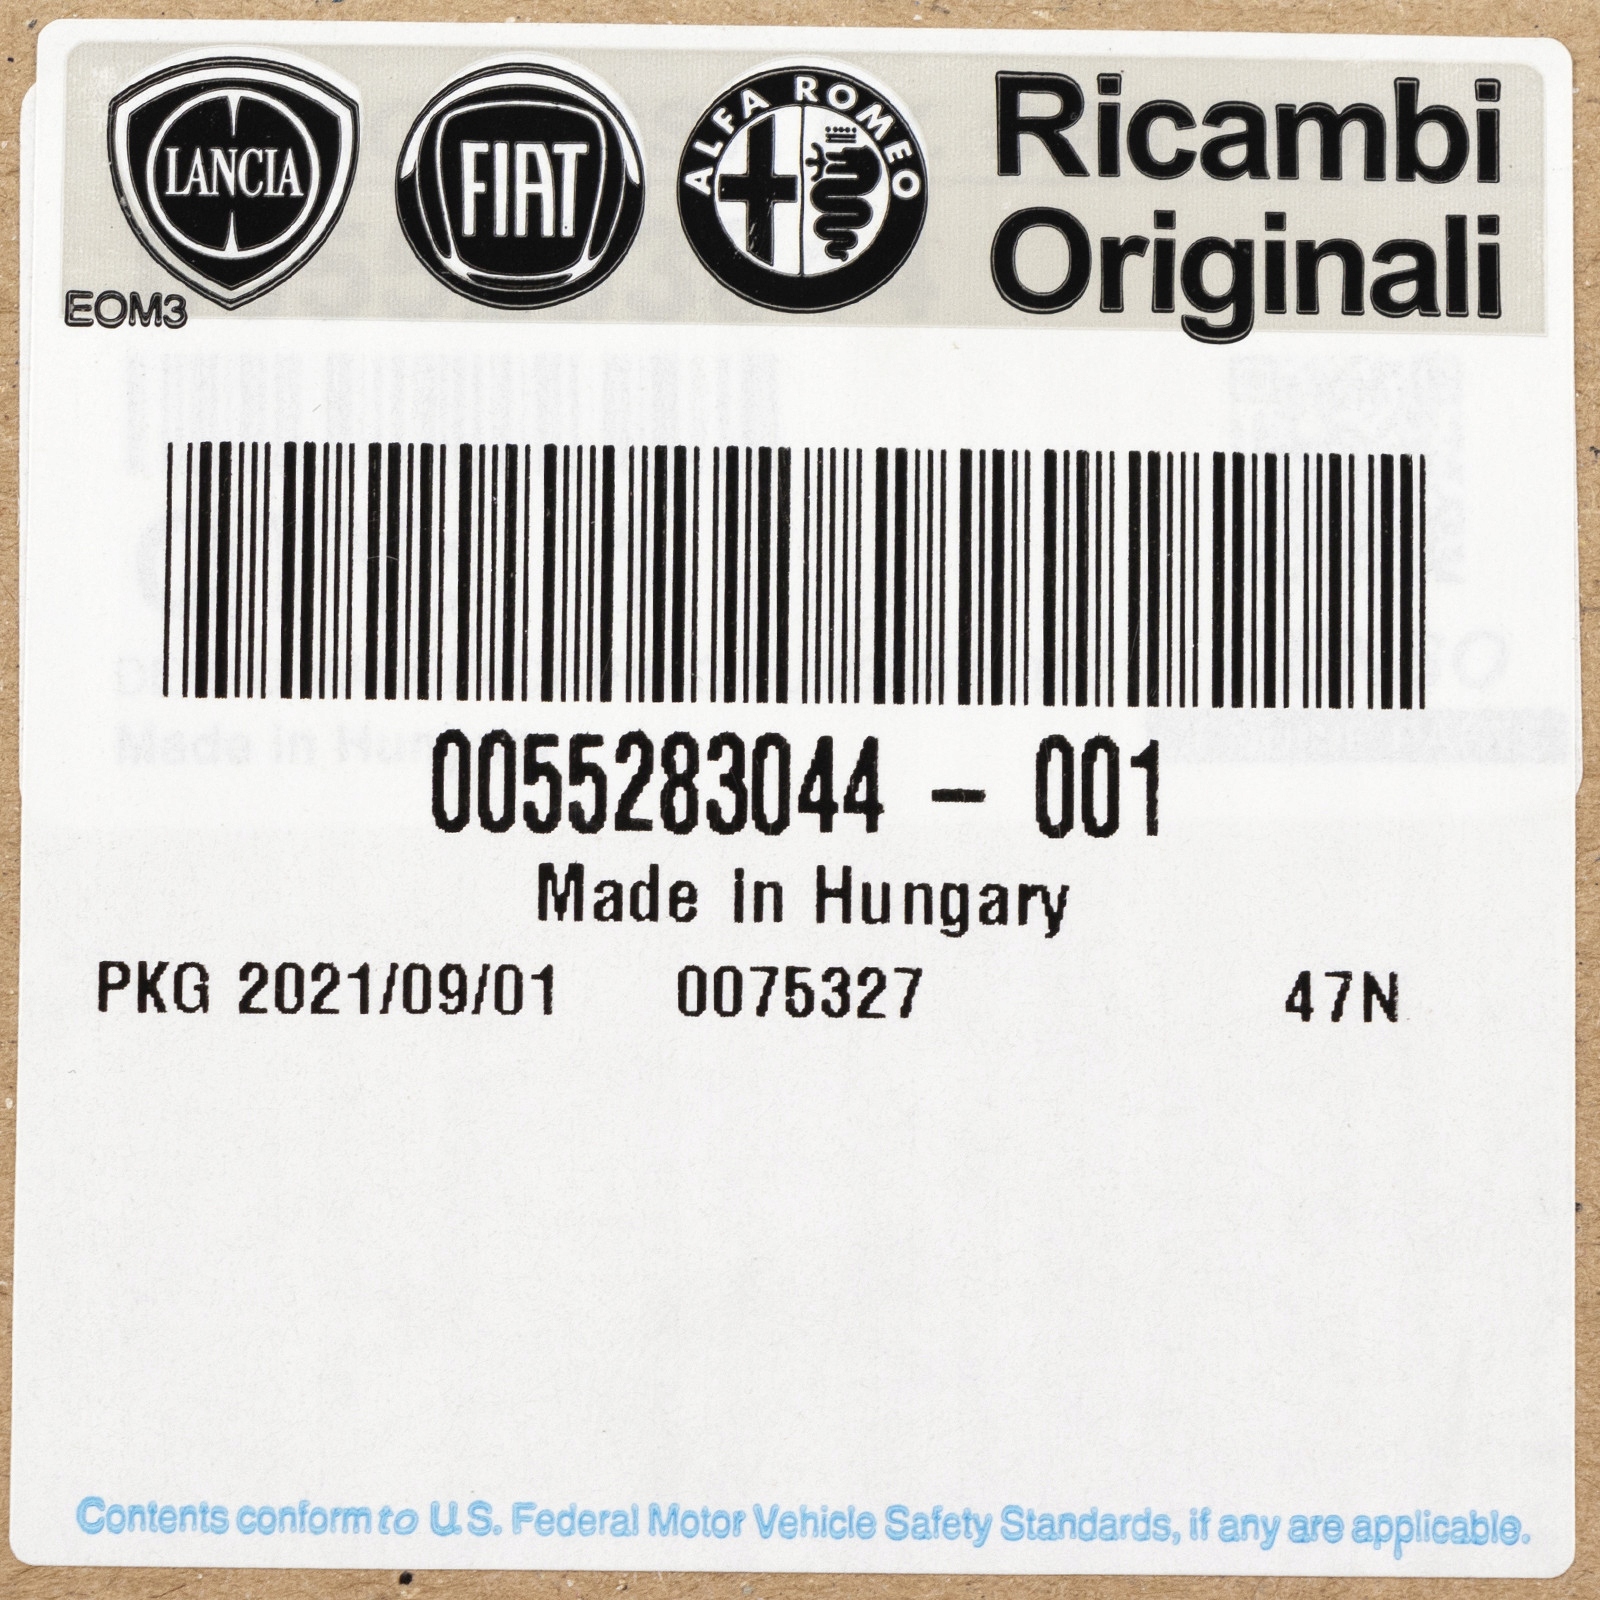 LANCIA
FIAT
ALFA ROMEO
Ricambi
Originali
EOM3
0055283044 - 001
Made in Hungary
PKG 2021/09/01 0075327 47N
Contents conform to U.S. Federal Motor Vehicle Safety Standards, if any are applicable.